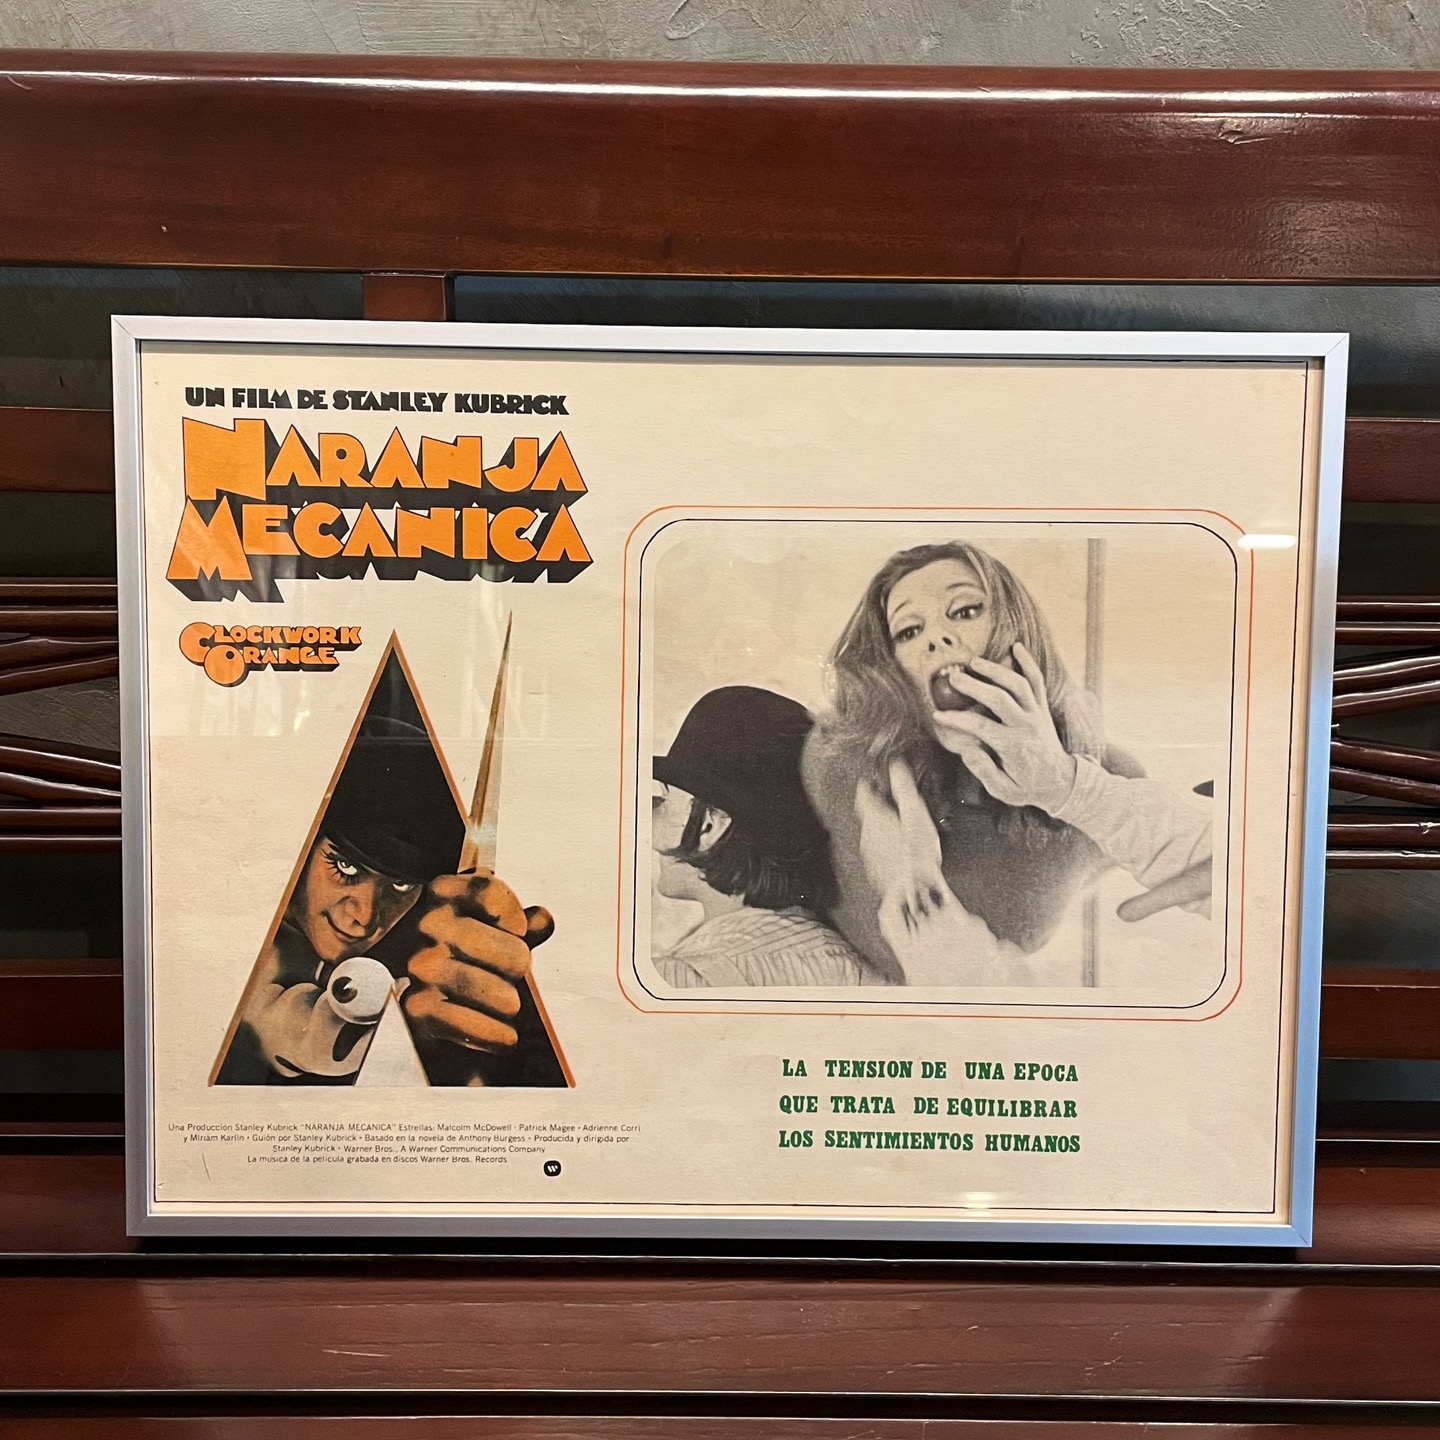 UN FILM DE STANLEY KUBRICK
NARANJA
MECANICA
CLOCKWORK
ORANGE
Una Producción Stanley Kubrick "NARANJA MECANICA" Estrellas: Malcolm McDowell · Patrick Magee · Adrienne Corri
y Miriam Karlin · Guión por Stanley Kubrick · Basado en la novela de Anthony Burgess · Producida y dirigida por
Stanley Kubrick · Warner Bros., A Warner Communications Company
La musica de la pelicula grabada en discos Warner Bros. Records
LA TENSION DE UNA EPOCA
QUE TRATA DE EQUILIBRAR
LOS SENTIMIENTOS HUMANOS